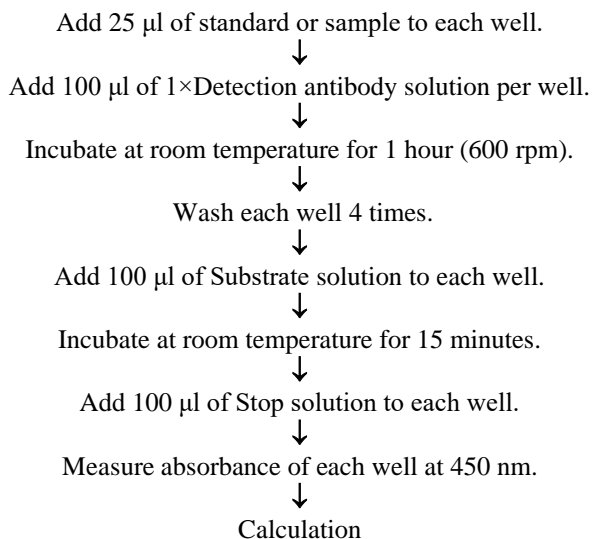 Add 25 μl of standard or sample to each well.
↓
Add 100 μl of 1×Detection antibody solution per well.
↓
Incubate at room temperature for 1 hour (600 rpm).
↓
Wash each well 4 times.
↓
Add 100 μl of Substrate solution to each well.
↓
Incubate at room temperature for 15 minutes.
↓
Add 100 μl of Stop solution to each well.
↓
Measure absorbance of each well at 450 nm.
↓
Calculation